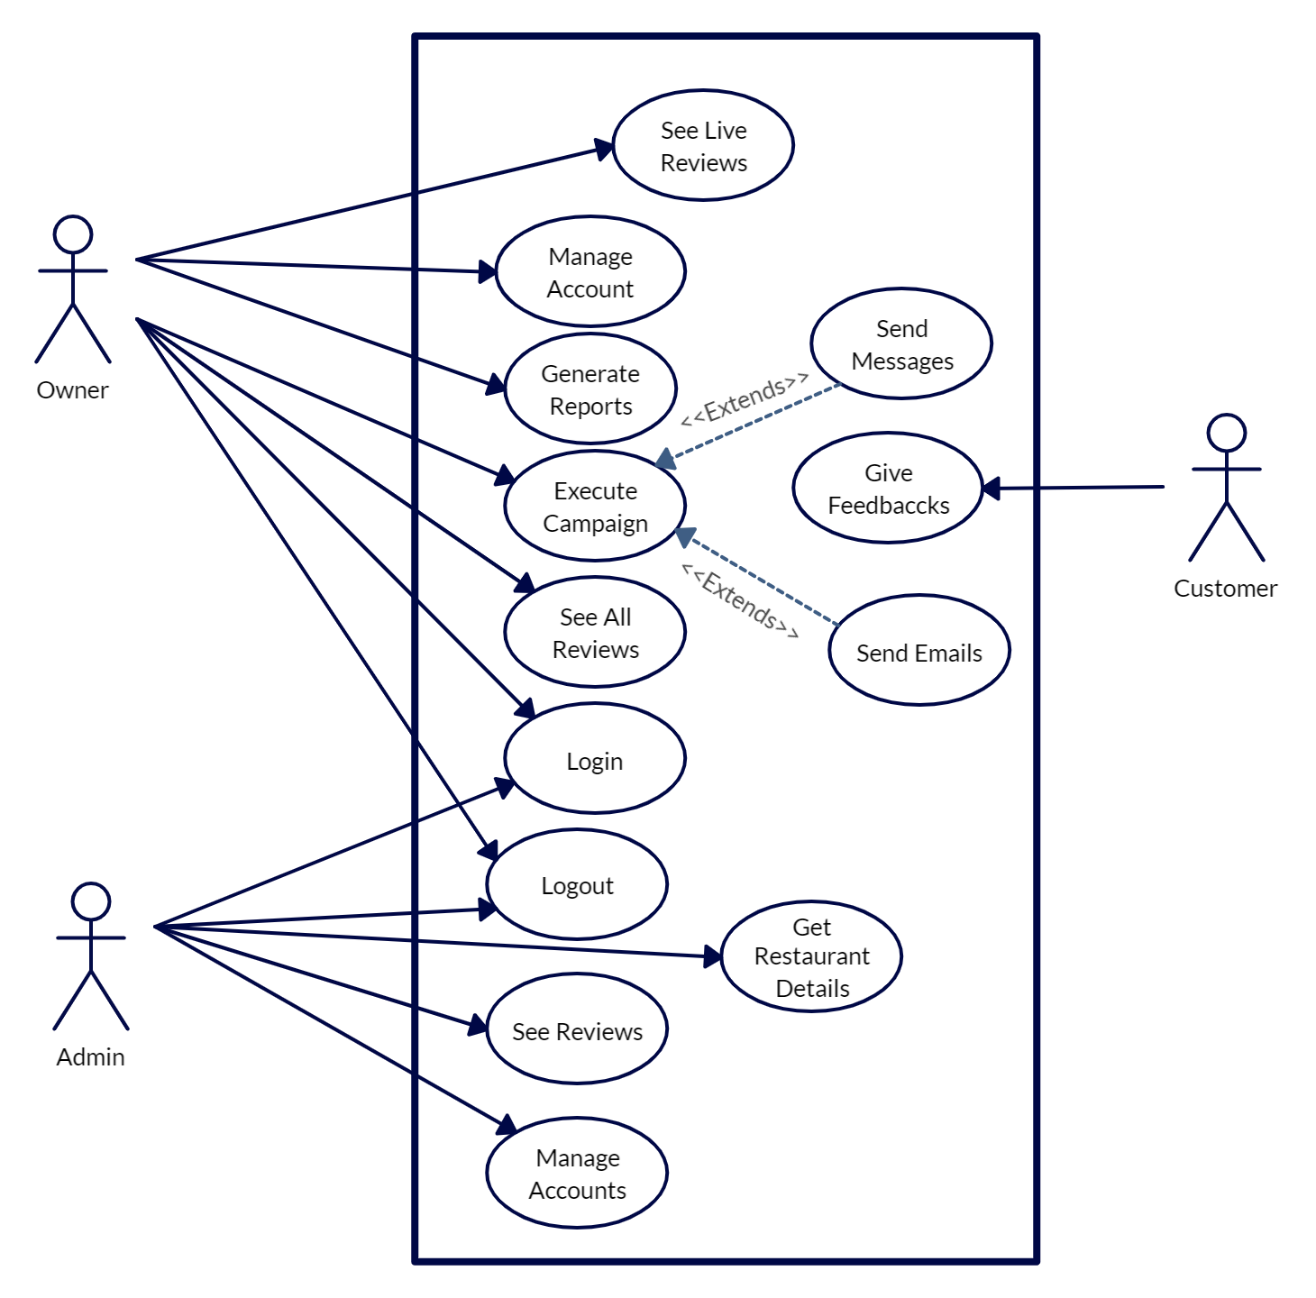 See Live
Reviews
Manage
Account
Owner
Generate
Reports
Send
Messages
<<Extends>>
Execute
Campaign
Give
Feedbaccks
Customer
<<Extends>>
See All
Reviews
Send Emails
Login
Logout
Get
Restaurant
Details
Admin
See Reviews
Manage
Accounts